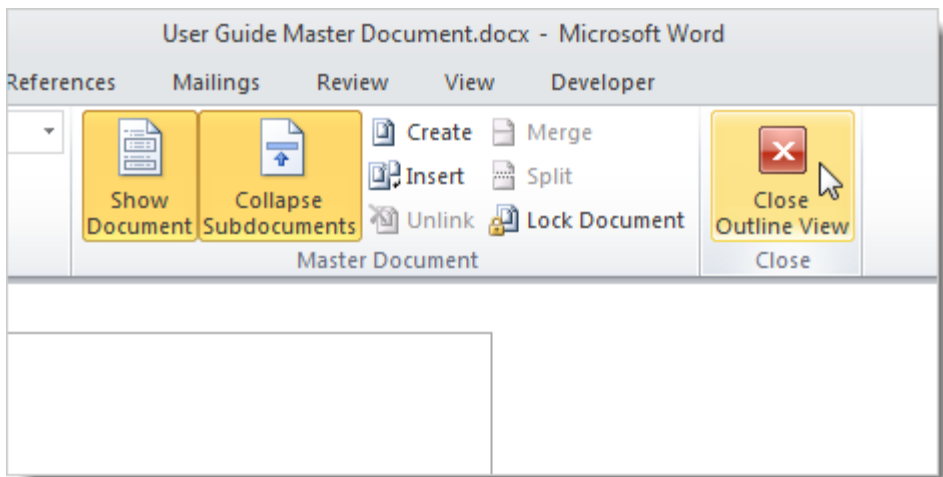 User Guide Master Document.docx - Microsoft Word
References Mailings Review View Developer
Show Document
Collapse Subdocuments
Create
Insert
Unlink
Merge
Split
Lock Document
Master Document
Close Outline View
Close